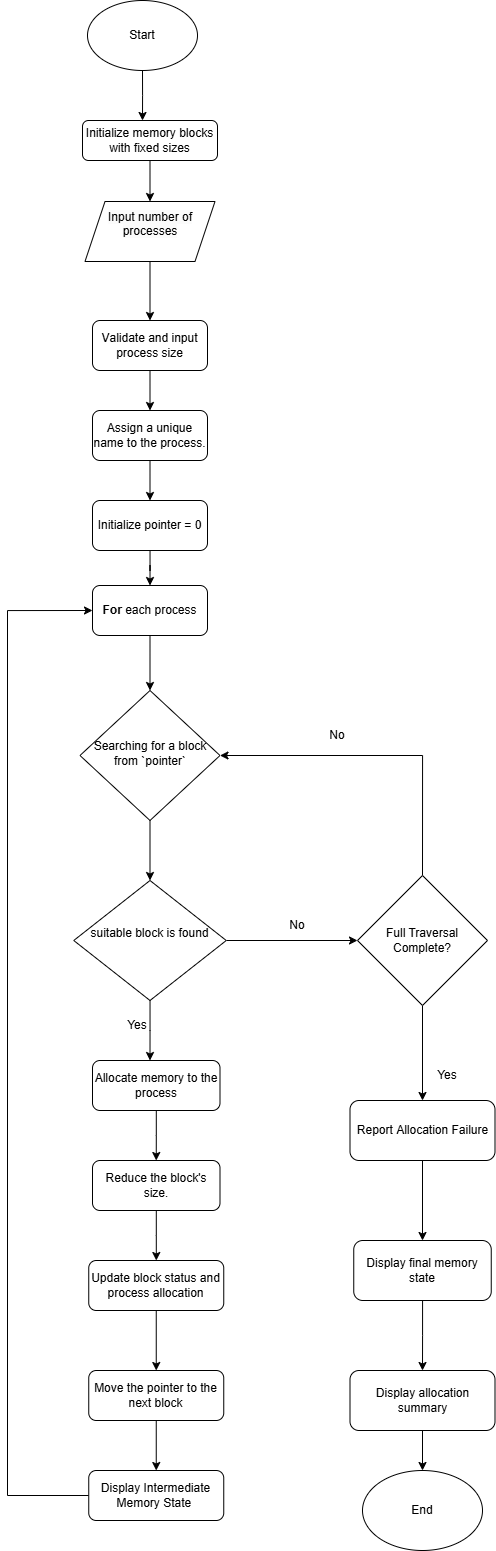 Start
Initialize memory blocks
with fixed sizes
Input number of
processes
Validate and input
process size
Assign a unique
name to the process.
Initialize pointer = 0
For each process
Searching for a block
from `pointer`
No
suitable block is found
No
Full Traversal
Complete?
Yes
Allocate memory to the
process
Reduce the block's
size.
Update block status and
process allocation
Move the pointer to the
next block
Display Intermediate
Memory State
Yes
Report Allocation Failure
Display final memory
state
Display allocation
summary
End